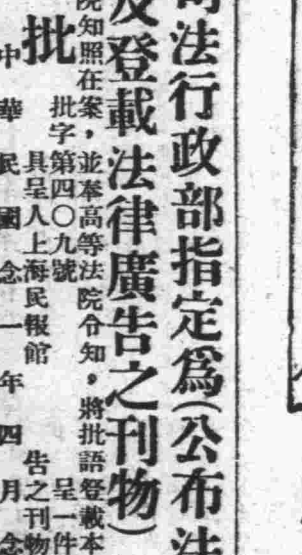 司法行政部指定爲(公布法
及登載法律廣告之刊物)
院知照在案,並奉高等法院令知,將批語登載本
批
批字第四〇九號 呈一件
具呈人上海民報館 告之刊物
中華民國念一年四月念